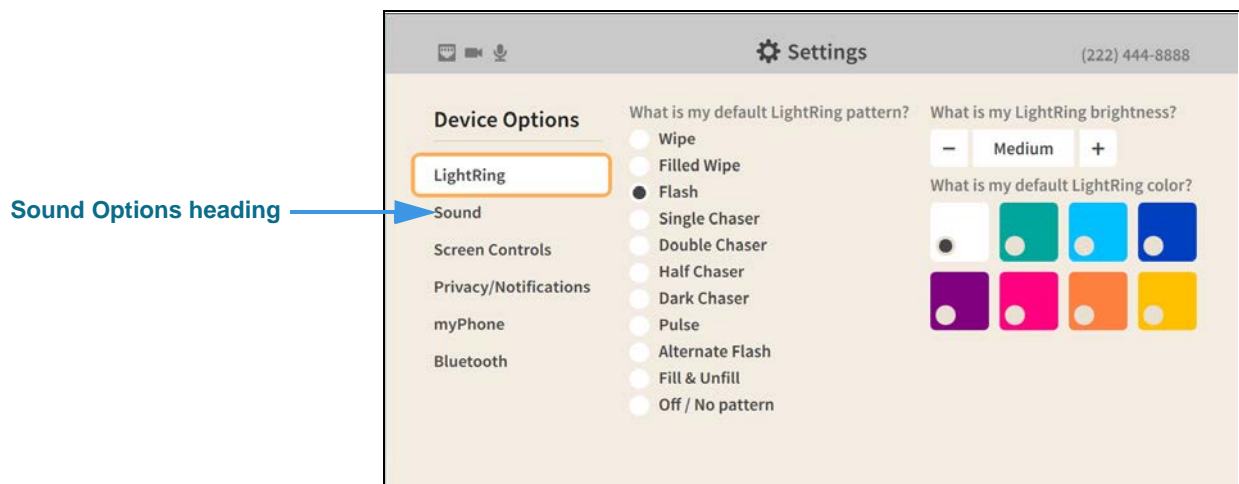 Settings
(222) 444-8888
Device Options
LightRing
Sound
Screen Controls
Privacy/Notifications
myPhone
Bluetooth
Sound Options heading
What is my default LightRing pattern?
Wipe
Filled Wipe
Flash
Single Chaser
Double Chaser
Half Chaser
Dark Chaser
Pulse
Alternate Flash
Fill & Unfill
Off / No pattern
What is my LightRing brightness?
− Medium +
What is my default LightRing color?